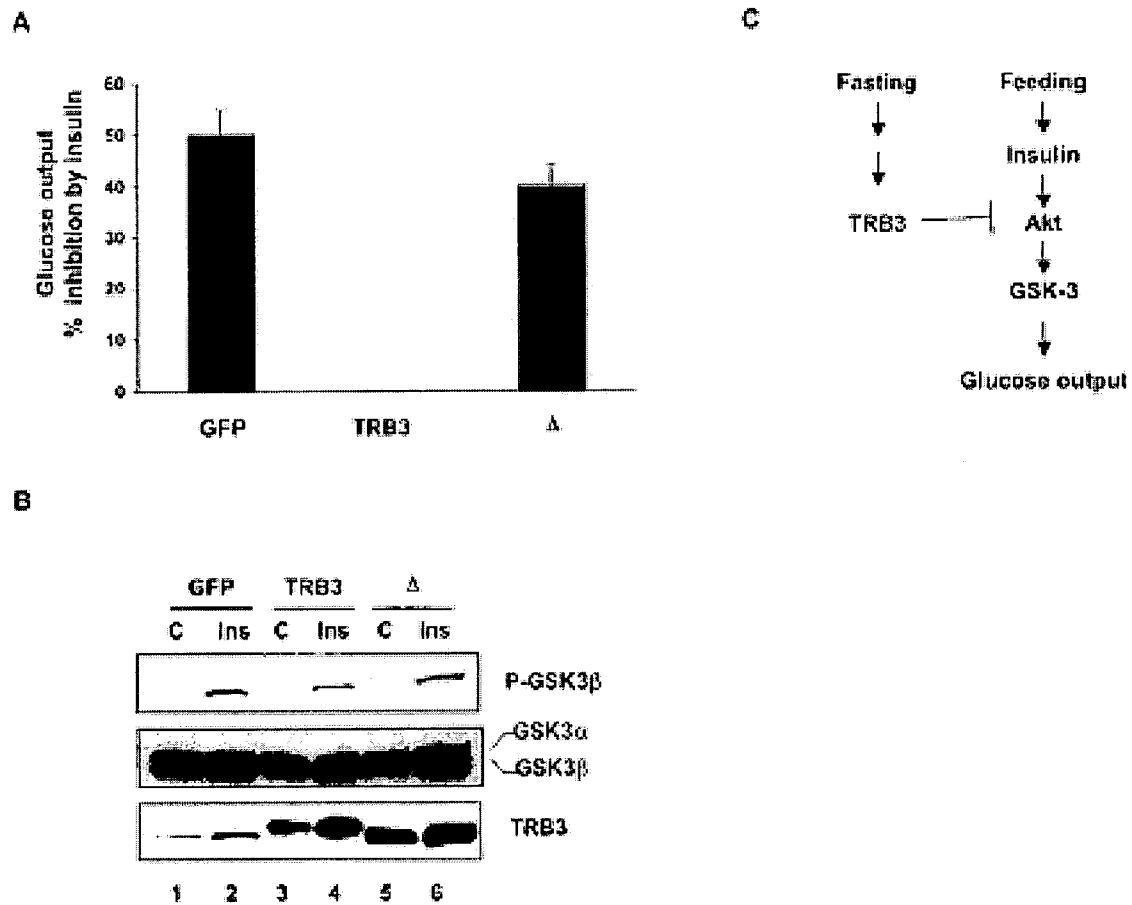 A
Glucose output
% inhibition by insulin
60
50
40
30
20
10
0
GFP TRB3 Δ
C
Fasting Feeding
Insulin
TRB3 Akt
GSK-3
Glucose output
B
GFP TRB3 Δ
C Ins C Ins C Ins
P-GSK3β
GSK3α
GSK3β
TRB3
1 2 3 4 5 6